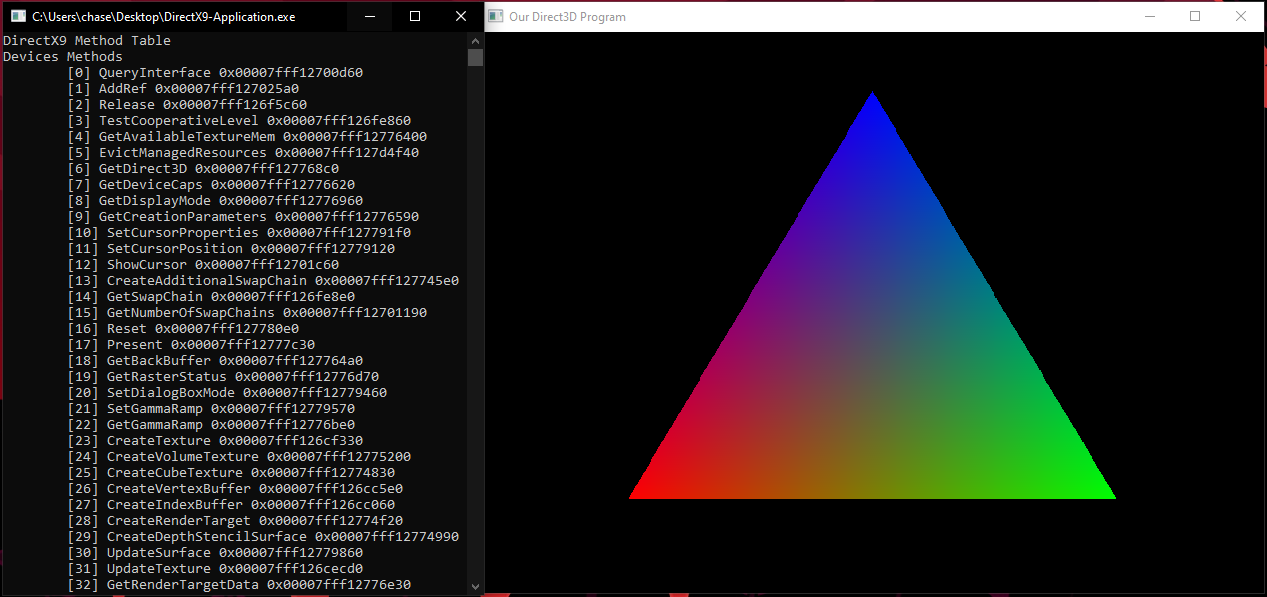 C:\Users\chase\Desktop\DirectX9-Application.exe
Our Direct3D Program
DirectX9 Method Table
Devices Methods
[0] QueryInterface 0x00007fff12700d60
[1] AddRef 0x00007fff127025a0
[2] Release 0x00007fff126f5c60
[3] TestCooperativeLevel 0x00007fff126fe860
[4] GetAvailableTextureMem 0x00007fff12776400
[5] EvictManagedResources 0x00007fff127d4f40
[6] GetDirect3D 0x00007fff127768c0
[7] GetDeviceCaps 0x00007fff12776620
[8] GetDisplayMode 0x00007fff12776960
[9] GetCreationParameters 0x00007fff12776590
[10] SetCursorProperties 0x00007fff127791f0
[11] SetCursorPosition 0x00007fff12779120
[12] ShowCursor 0x00007fff12701c60
[13] CreateAdditionalSwapChain 0x00007fff127745e0
[14] GetSwapChain 0x00007fff126fe8e0
[15] GetNumberOfSwapChains 0x00007fff12701190
[16] Reset 0x00007fff127780e0
[17] Present 0x00007fff12777c30
[18] GetBackBuffer 0x00007fff127764a0
[19] GetRasterStatus 0x00007fff12776d70
[20] SetDialogBoxMode 0x00007fff12779460
[21] SetGammaRamp 0x00007fff12779570
[22] GetGammaRamp 0x00007fff12776be0
[23] CreateTexture 0x00007fff126cf330
[24] CreateVolumeTexture 0x00007fff12775200
[25] CreateCubeTexture 0x00007fff12774830
[26] CreateVertexBuffer 0x00007fff126cc5e0
[27] CreateIndexBuffer 0x00007fff126cc060
[28] CreateRenderTarget 0x00007fff12774f20
[29] CreateDepthStencilSurface 0x00007fff12774990
[30] UpdateSurface 0x00007fff12779860
[31] UpdateTexture 0x00007fff126cecd0
[32] GetRenderTargetData 0x00007fff12776e30